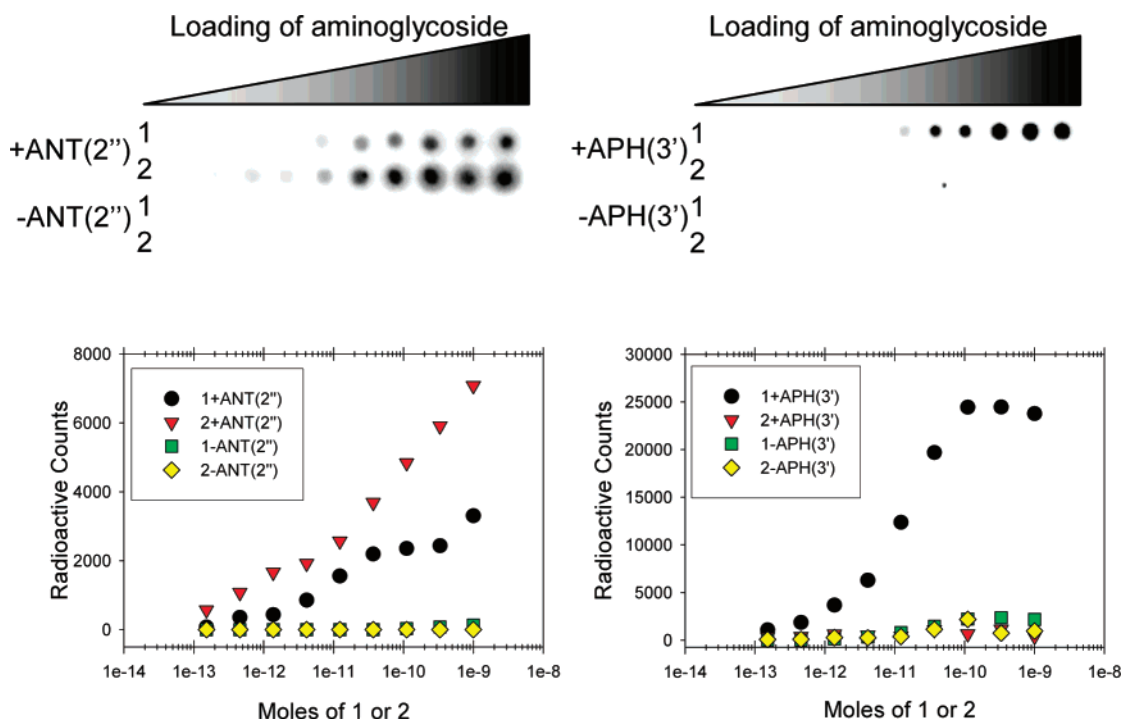 Loading of aminoglycoside
+ANT(2'') 1
2
-ANT(2'') 1
2
Loading of aminoglycoside
+APH(3') 1
2
-APH(3') 1
2
8000
6000
4000
2000
0
Radioactive Counts
1+ANT(2'')
2+ANT(2'')
1-ANT(2'')
2-ANT(2'')
1e-14 1e-13 1e-12 1e-11 1e-10 1e-9 1e-8
Moles of 1 or 2
30000
25000
20000
15000
10000
5000
0
Radioactive Counts
1+APH(3')
2+APH(3')
1-APH(3')
2-APH(3')
1e-14 1e-13 1e-12 1e-11 1e-10 1e-9 1e-8
Moles of 1 or 2